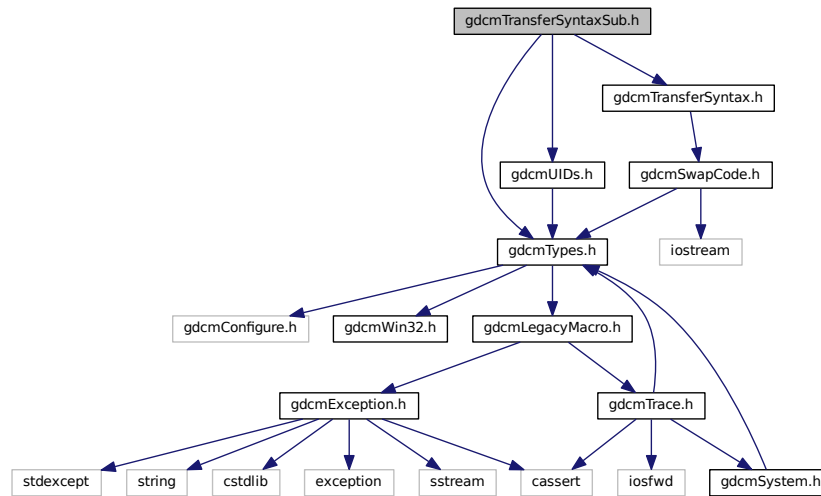 gdcmTransferSyntaxSub.h
gdcmTransferSyntax.h
gdcmUIDs.h
gdcmSwapCode.h
gdcmTypes.h
iostream
gdcmConfigure.h
gdcmWin32.h
gdcmLegacyMacro.h
gdcmException.h
gdcmTrace.h
stdexcept
string
cstdlib
exception
sstream
cassert
iosfwd
gdcmSystem.h